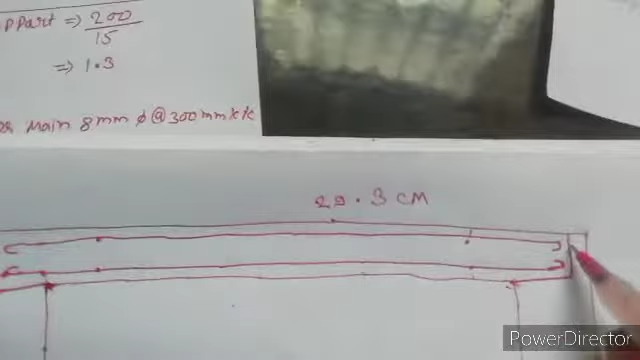 PPart => 200
15
=> 1.3
Main 8mm ɸ @300mm
29.3 CM
PowerDirector